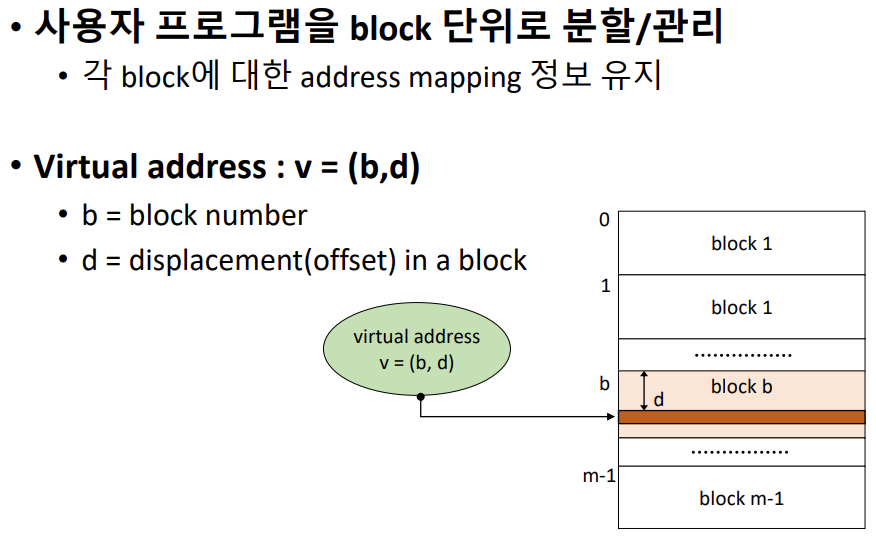 • 사용자 프로그램을 block 단위로 분할/관리
• 각 block에 대한 address mapping 정보 유지
• Virtual address : v = (b,d)
• b = block number
• d = displacement(offset) in a block
virtual address
v = (b, d)
0
block 1
1
block 1
................
b
block b
d
................
m-1
block m-1